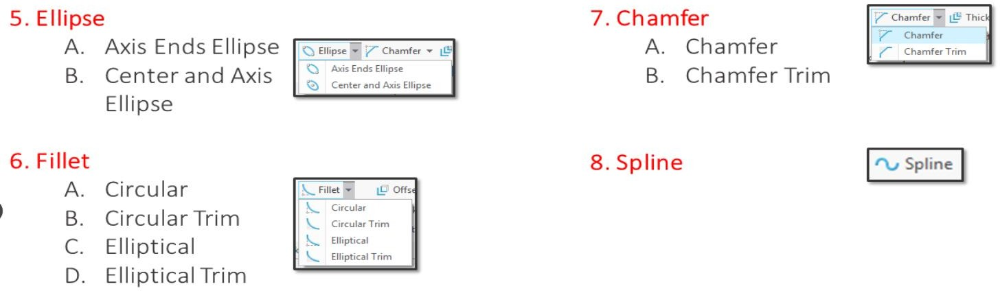 5. Ellipse
A. Axis Ends Ellipse
B. Center and Axis
Ellipse
Ellipse Chamfer
Axis Ends Ellipse
Center and Axis Ellipse
6. Fillet
A. Circular
B. Circular Trim
C. Elliptical
D. Elliptical Trim
Fillet Offse
Circular
Circular Trim
Elliptical
Elliptical Trim
7. Chamfer
A. Chamfer
B. Chamfer Trim
Chamfer Thick
Chamfer
Chamfer Trim
8. Spline
Spline